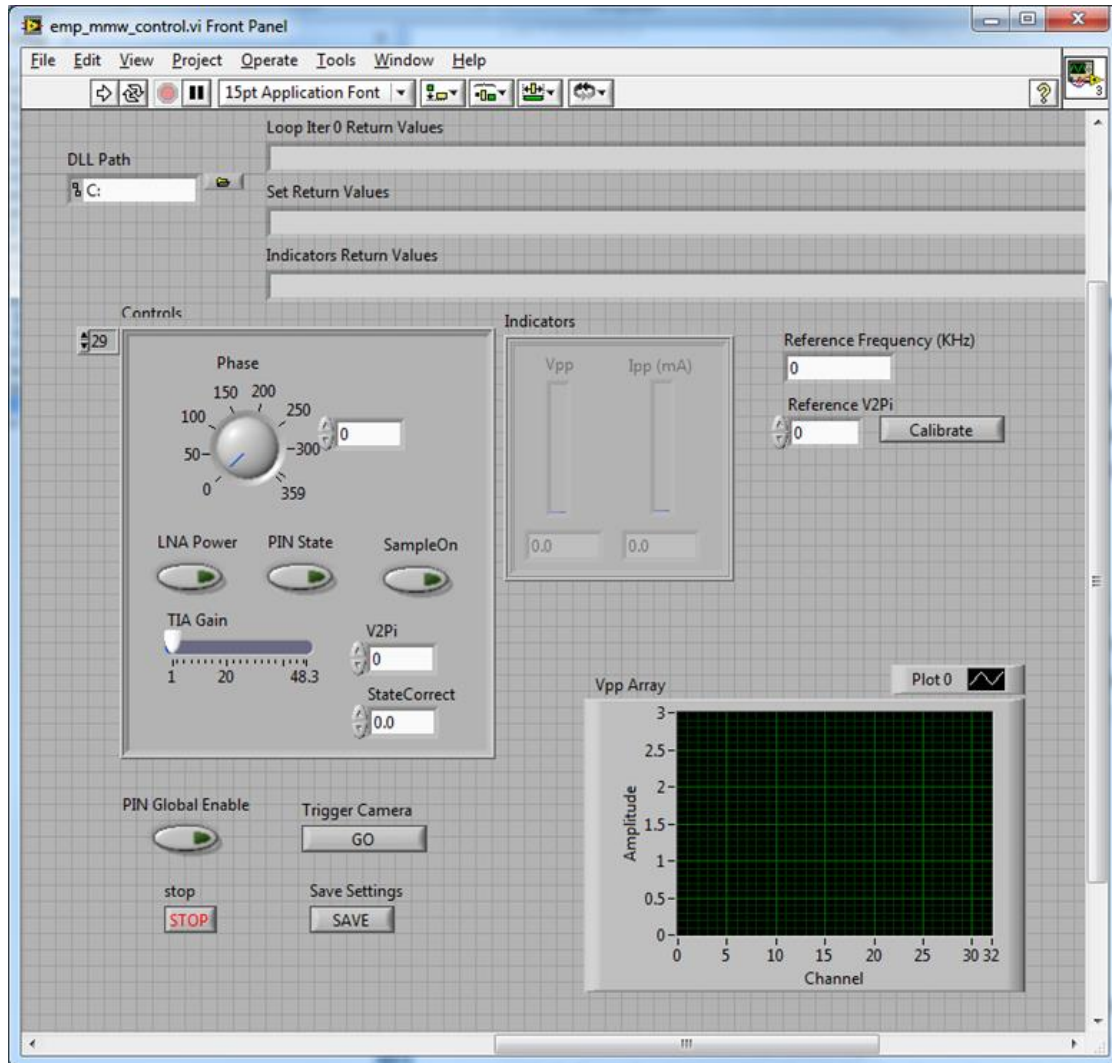 emp_mmw_control.vi Front Panel
File Edit View Project Operate Tools Window Help
15pt Application Font
3
Loop Iter 0 Return Values
DLL Path
C:
Set Return Values
Indicators Return Values
Controls
29
Phase
0 50 100 150 200 250 300 359
0
LNA Power PIN State SampleOn
TIA Gain
1 20 48.3
V2Pi
0
StateCorrect
0.0
Indicators
Vpp Ipp (mA)
0.0 0.0
Reference Frequency (KHz)
0
Reference V2Pi
0 Calibrate
PIN Global Enable
Trigger Camera
GO
stop
STOP
Save Settings
SAVE
Vpp Array
Plot 0
3
2.5
2
1.5
1
0.5
0
Amplitude
0 5 10 15 20 25 30 32
Channel